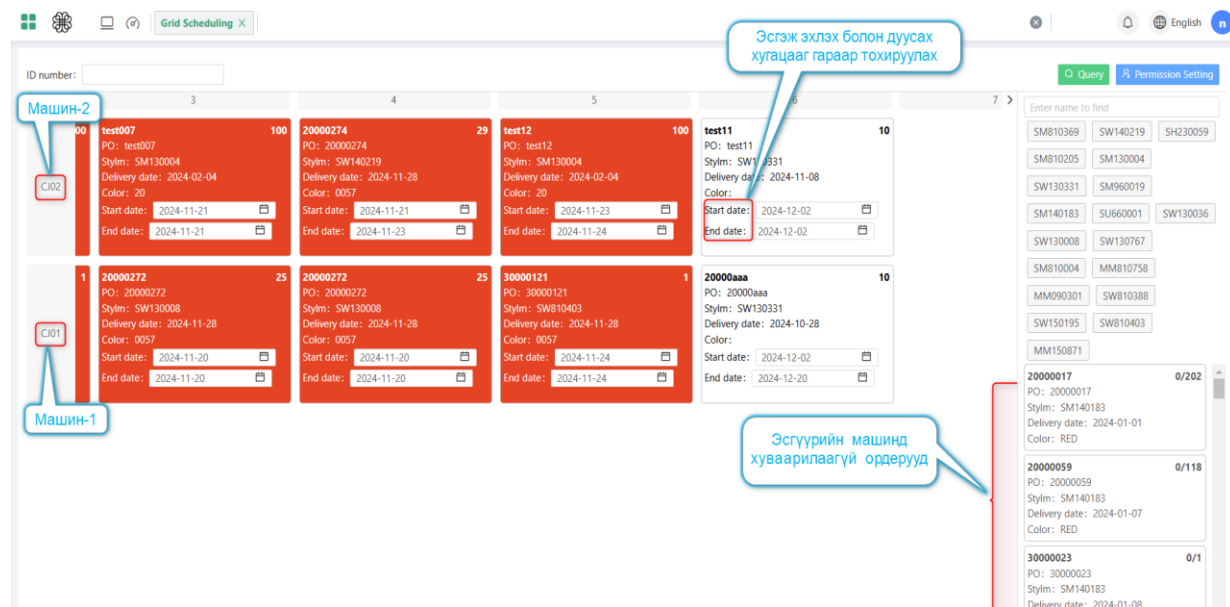 Grid Scheduling
English
n
Эсгэж эхлэх болон дуусах
хугацааг гараар тохируулах
ID number:
Query
Permission Setting
Машин-2
3
4
5
6
7
Enter name to find
SM810369 SW140219 SH230059
SM810205 SM130004
SW130331 SM960019
SM140183 SU660001 SW130036
SW130008 SW130767
SM810004 MM810758
MM090301 SW810388
SW150195 SW810403
MM150871
CJ02
00
test007 100
PO: test007
Stylm: SM130004
Delivery date: 2024-02-04
Color: 20
Start date: 2024-11-21
End date: 2024-11-21
20000274 29
PO: 20000274
Stylm: SW140219
Delivery date: 2024-11-28
Color: 0057
Start date: 2024-11-21
End date: 2024-11-23
test12 100
PO: test12
Stylm: SM130004
Delivery date: 2024-02-04
Color: 20
Start date: 2024-11-23
End date: 2024-11-24
test11 10
PO: test11
Stylm: SW130331
Delivery date: 2024-11-08
Color:
Start date: 2024-12-02
End date: 2024-12-02
CJ01
1
20000272 25
PO: 20000272
Stylm: SW130008
Delivery date: 2024-11-28
Color: 0057
Start date: 2024-11-20
End date: 2024-11-20
20000272 25
PO: 20000272
Stylm: SW130008
Delivery date: 2024-11-28
Color: 0057
Start date: 2024-11-20
End date: 2024-11-20
30000121 1
PO: 30000121
Stylm: SW810403
Delivery date: 2024-11-28
Color: 0057
Start date: 2024-11-24
End date: 2024-11-24
20000aaa 10
PO: 20000aaa
Stylm: SW130331
Delivery date: 2024-10-28
Color:
Start date: 2024-12-02
End date: 2024-12-20
Машин-1
Эсгүүрийн машинд
хуваарилаагүй ордерууд
20000017 0/202
PO: 20000017
Stylm: SM140183
Delivery date: 2024-01-01
Color: RED
20000059 0/118
PO: 20000059
Stylm: SM140183
Delivery date: 2024-01-07
Color: RED
30000023 0/1
PO: 30000023
Stylm: SM140183
Delivery date: 2024-01-08